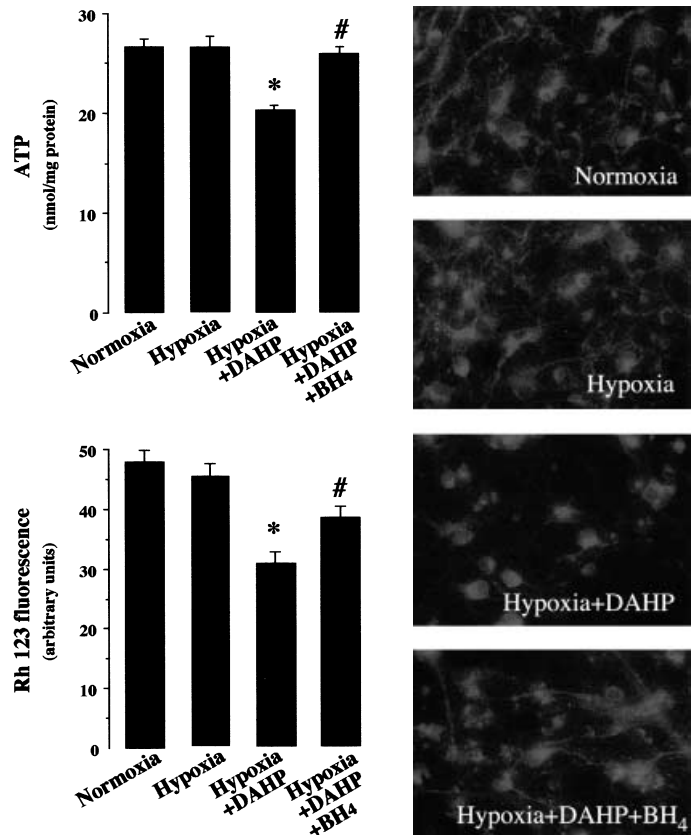 ATP
(nmol/mg protein)
30
20
10
0
#
*
Normoxia
Hypoxia
Hypoxia
+DAHP
Hypoxia
+DAHP
+BH₄
Rh 123 fluorescence
(arbitrary units)
50
40
30
20
10
0
#
*
Normoxia
Hypoxia
Hypoxia
+DAHP
Hypoxia
+DAHP
+BH₄
Normoxia
Hypoxia
Hypoxia+DAHP
Hypoxia+DAHP+BH₄